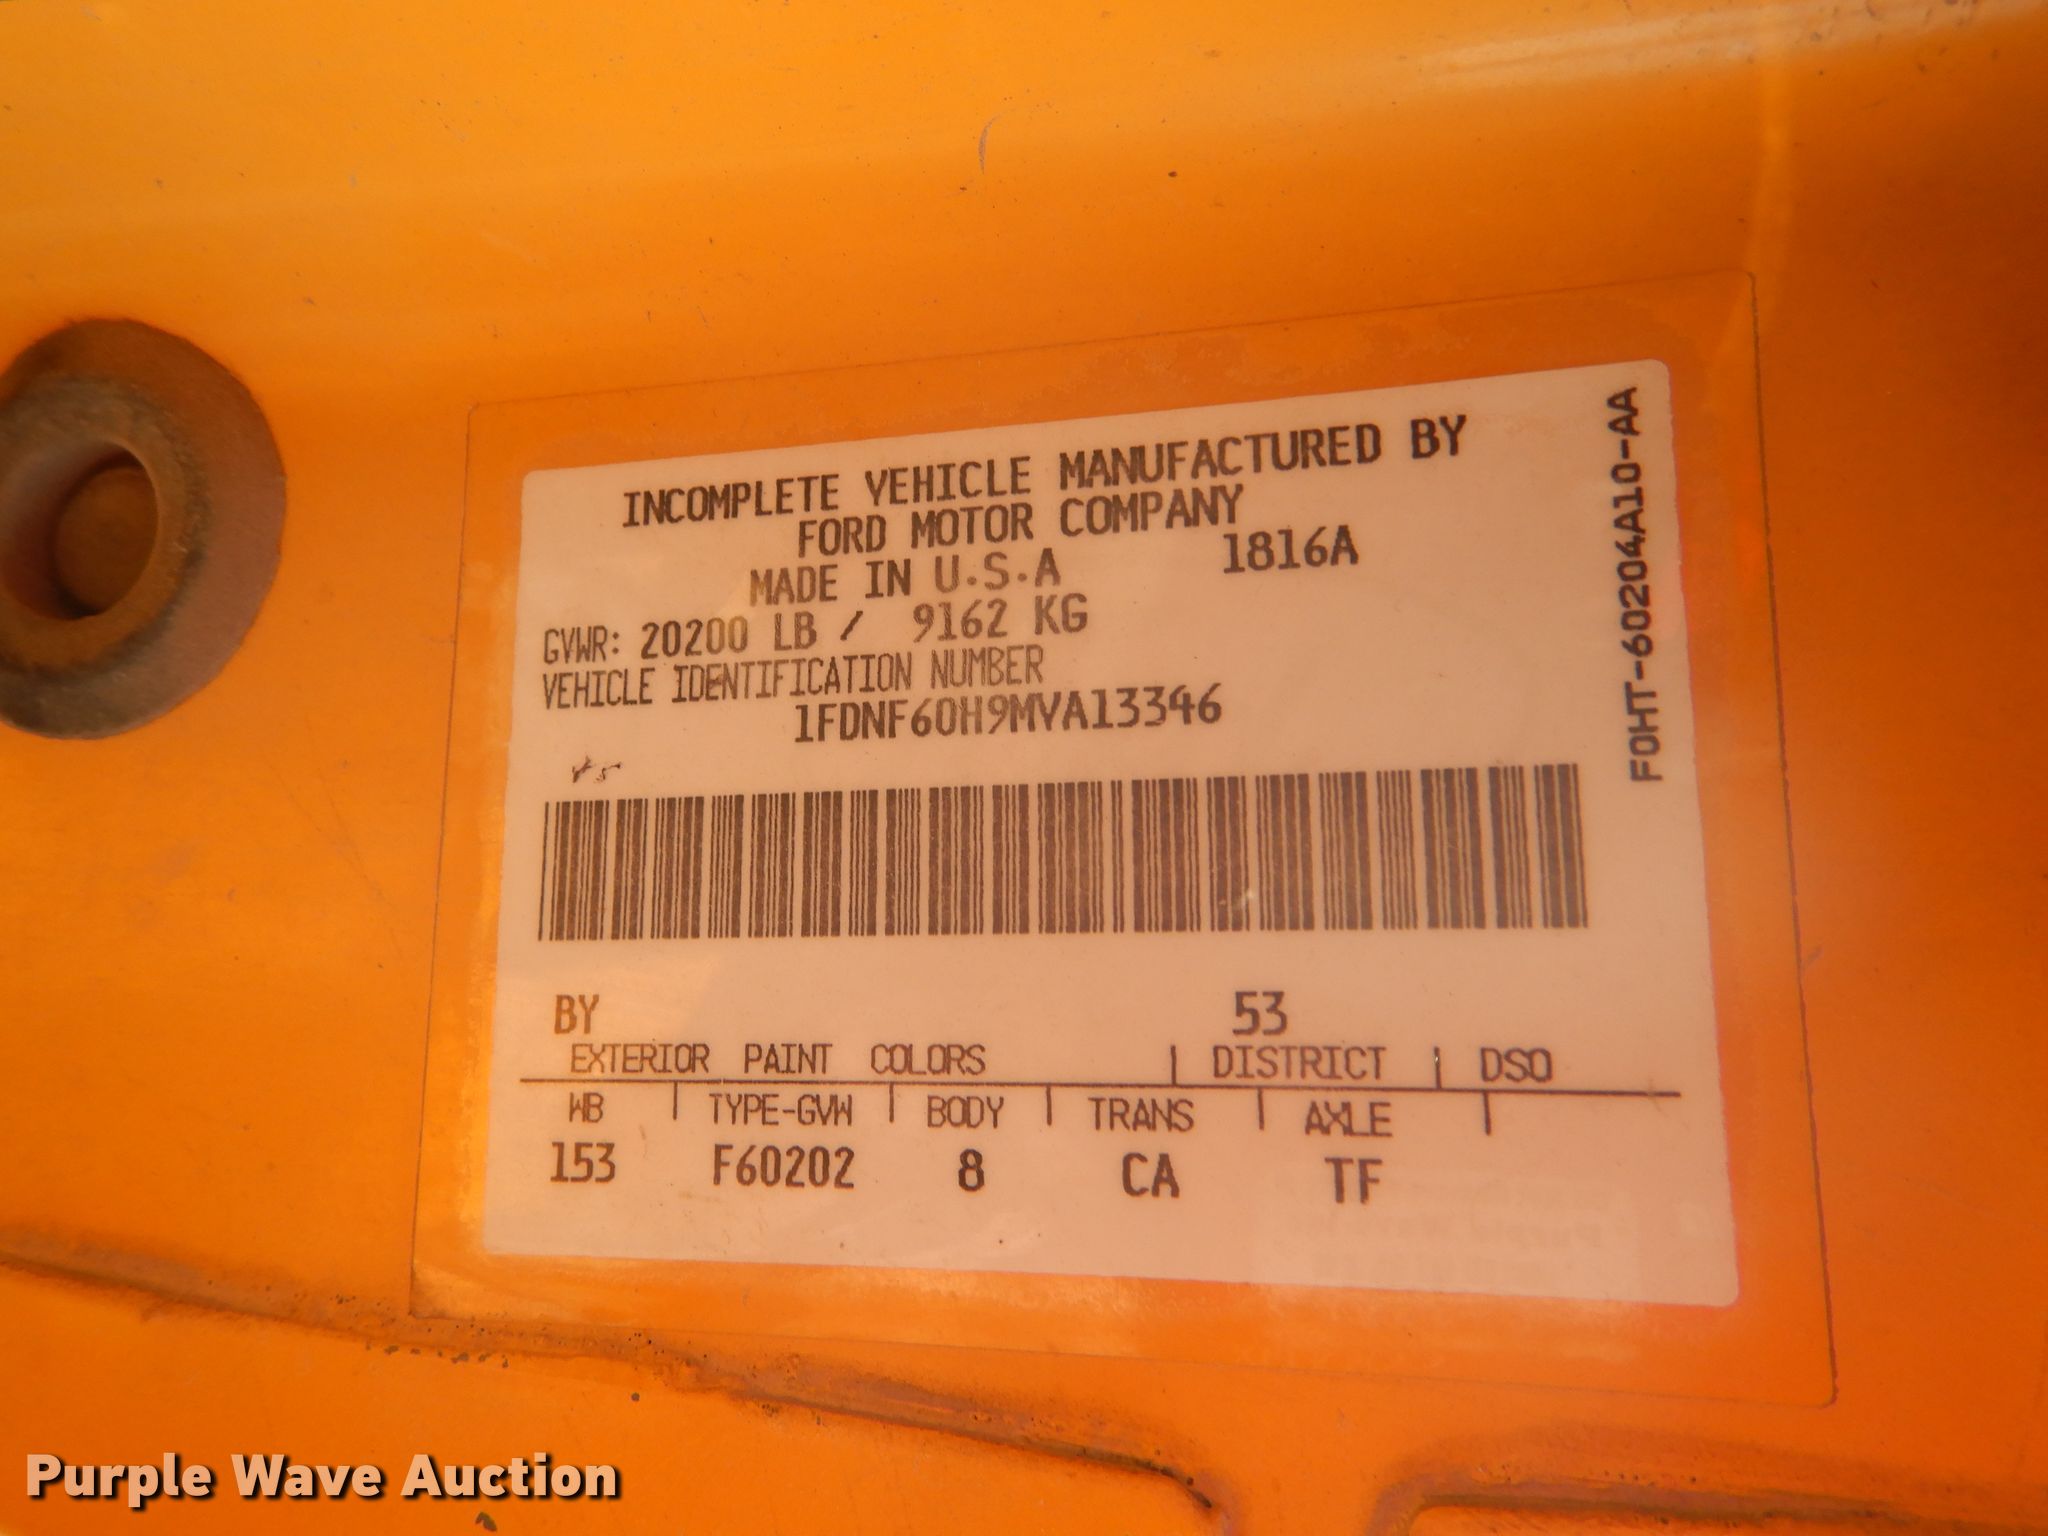 INCOMPLETE VEHICLE MANUFACTURED BY
FORD MOTOR COMPANY
MADE IN U.S.A 1816A
GVWR: 20200 LB / 9162 KG
VEHICLE IDENTIFICATION NUMBER
1FDNF60H9MVA13346
F0HT-60204A10-AA
BY 53
EXTERIOR PAINT COLORS | DISTRICT | DSO
WB | TYPE-GVW | BODY | TRANS | AXLE |
153 F60202 8 CA TF
Purple Wave Auction